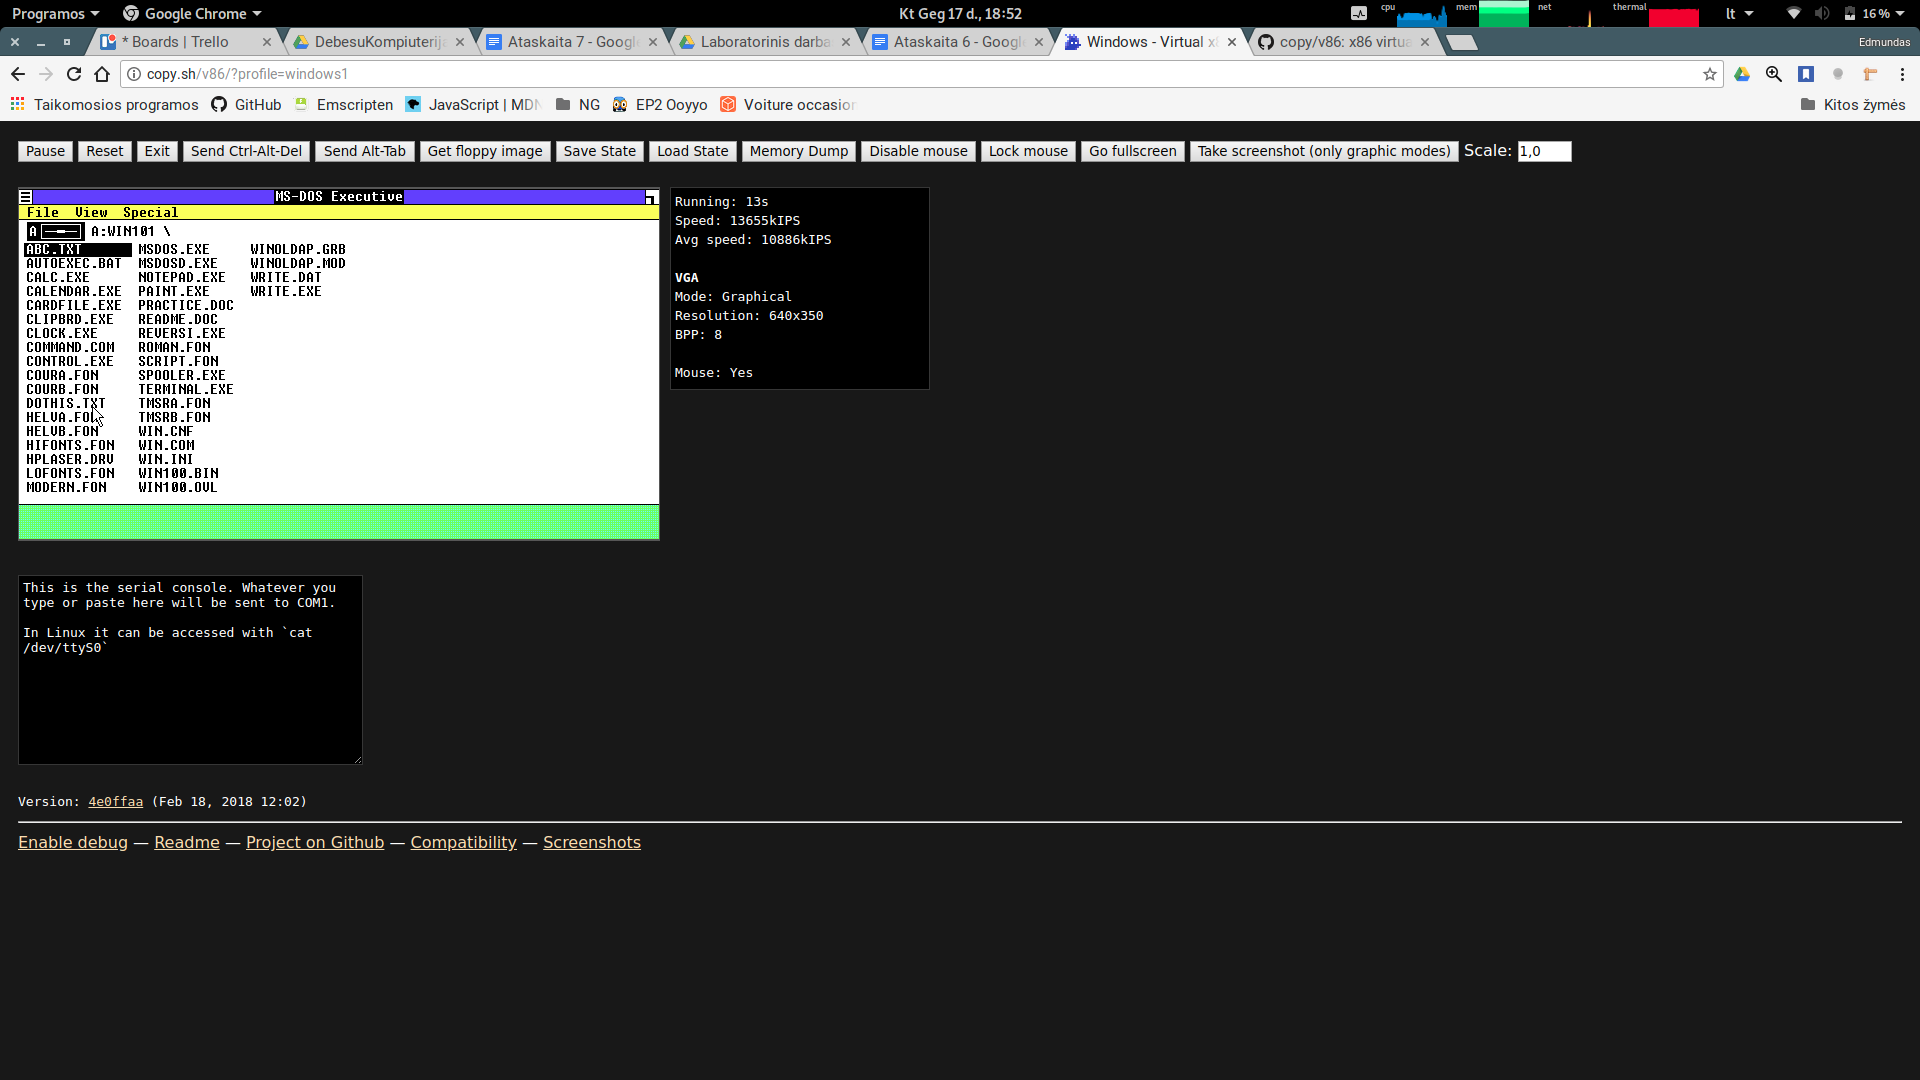 Programos Google Chrome Kt Geg 17 d., 18:52 cpu mem net thermal lt 16 %
* Boards | Trello DebesuKompiuterij Ataskaita 7 - Googl Laboratorinis darba Ataskaita 6 - Google Windows - Virtual x copy/v86: x86 virtua Edmundas
copy.sh/v86/?profile=windows1
Taikomosios programos GitHub Emscripten JavaScript | MDN NG EP2 Ooyyo Voiture occasion Kitos žymės
Pause Reset Exit Send Ctrl-Alt-Del Send Alt-Tab Get floppy image Save State Load State Memory Dump Disable mouse Lock mouse Go fullscreen Take screenshot (only graphic modes) Scale: 1,0
MS-DOS Executive
File View Special
A A:WIN101 \
ABC.TXT MSDOS.EXE WINOLDAP.GRB
AUTOEXEC.BAT MSDOSD.EXE WINOLDAP.MOD
CALC.EXE NOTEPAD.EXE WRITE.DAT
CALENDAR.EXE PAINT.EXE WRITE.EXE
CARDFILE.EXE PRACTICE.DOC
CLIPBRD.EXE README.DOC
CLOCK.EXE REVERSI.EXE
COMMAND.COM ROMAN.FON
CONTROL.EXE SCRIPT.FON
COURA.FON SPOOLER.EXE
COURB.FON TERMINAL.EXE
DOTHIS.TXT TMSRA.FON
HELVA.FON TMSRB.FON
HELVB.FON WIN.CNF
HIFONTS.FON WIN.COM
HPLASER.DRV WIN.INI
LOFONTS.FON WIN100.BIN
MODERN.FON WIN100.OVL
Running: 13s
Speed: 13655kIPS
Avg speed: 10886kIPS
VGA
Mode: Graphical
Resolution: 640x350
BPP: 8
Mouse: Yes
This is the serial console. Whatever you
type or paste here will be sent to COM1.
In Linux it can be accessed with `cat
/dev/ttyS0`
Version: 4e0ffaa (Feb 18, 2018 12:02)
Enable debug — Readme — Project on Github — Compatibility — Screenshots